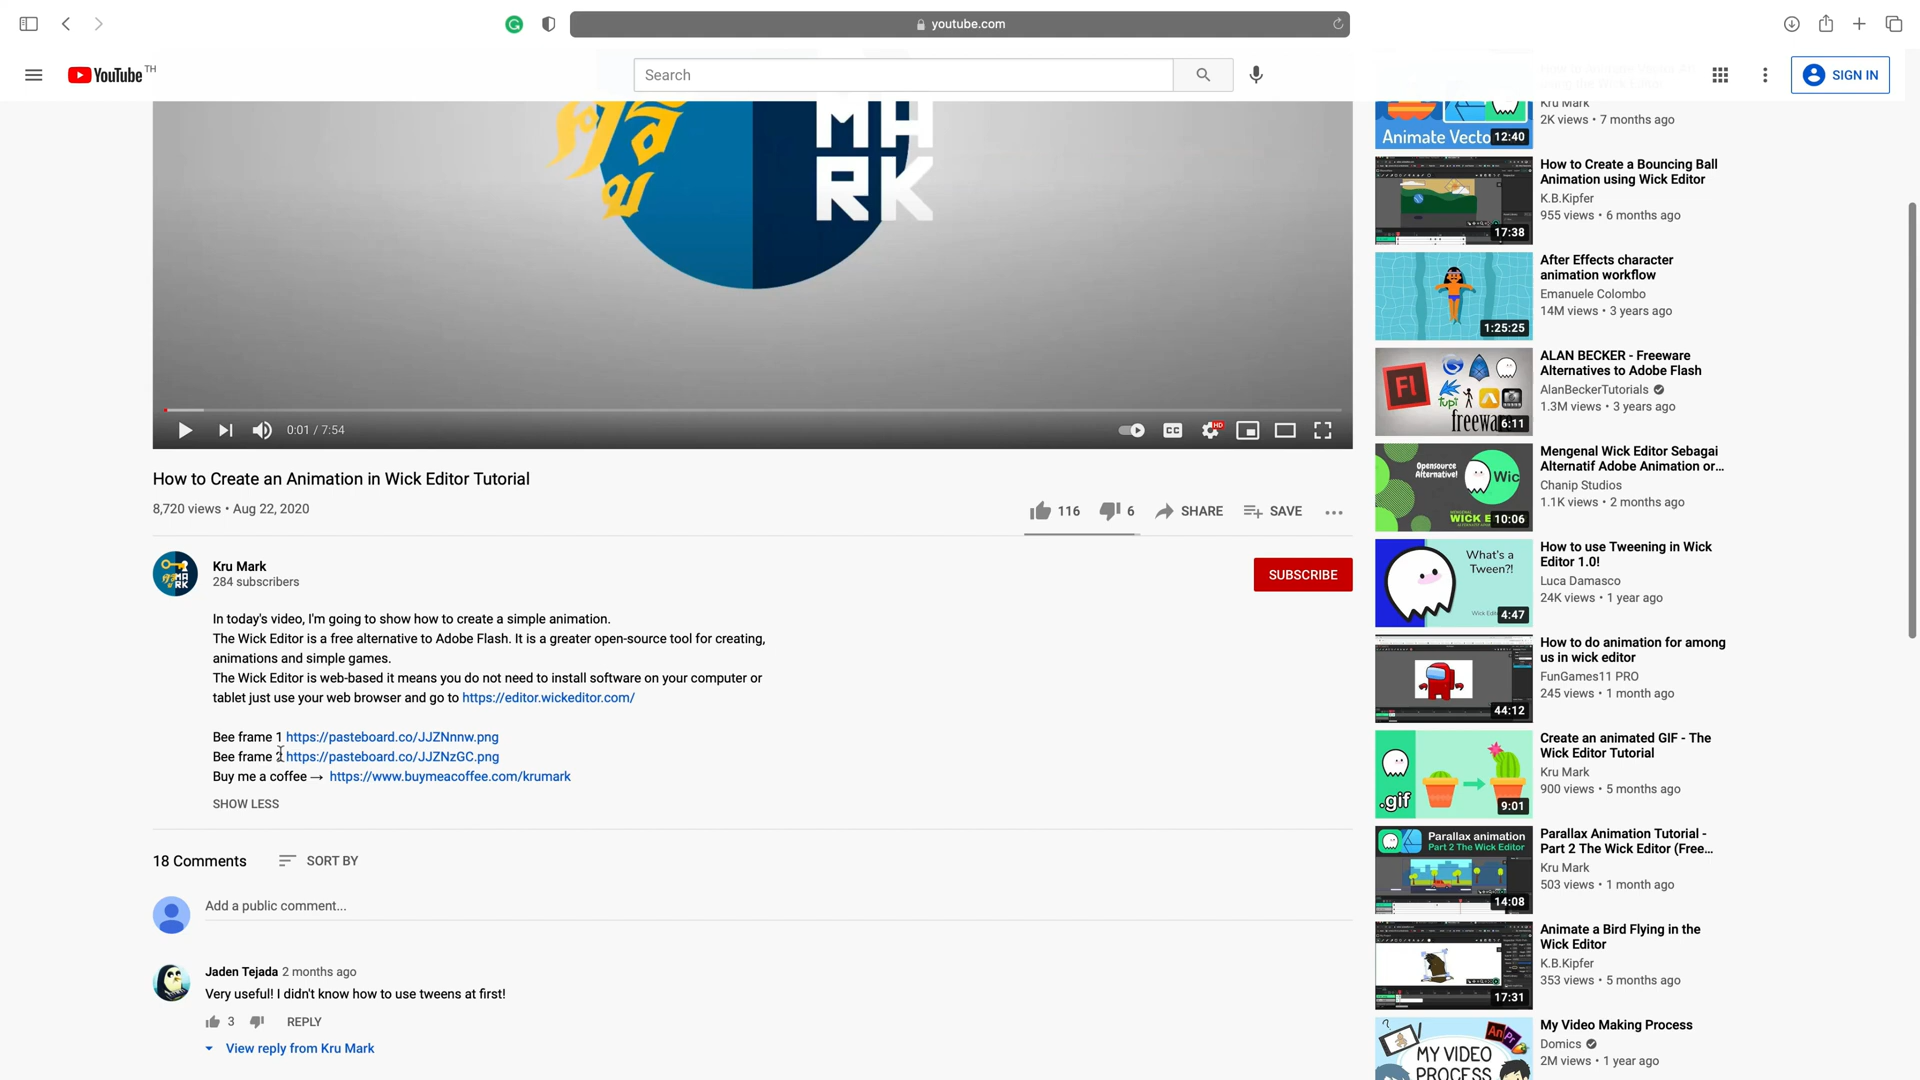 youtube.com
YouTube TH
Search
SIGN IN
MA
RK
0:01 / 7:54
CC
HD
How to Create an Animation in Wick Editor Tutorial
8,720 views • Aug 22, 2020
116
6
SHARE
SAVE
Kru Mark
284 subscribers
SUBSCRIBE
In today's video, I'm going to show how to create a simple animation.
The Wick Editor is a free alternative to Adobe Flash. It is a greater open-source tool for creating,
animations and simple games.
The Wick Editor is web-based it means you do not need to install software on your computer or
tablet just use your web browser and go to https://editor.wickeditor.com/
Bee frame 1 https://pasteboard.co/JJZNnnw.png
Bee frame 2 https://pasteboard.co/JJZNzGC.png
Buy me a coffee → https://www.buymeacoffee.com/krumark
SHOW LESS
18 Comments
SORT BY
Add a public comment...
Jaden Tejada 2 months ago
Very useful! I didn't know how to use tweens at first!
3
REPLY
View reply from Kru Mark
Animate Vecto
12:40
Kru Mark
2K views • 7 months ago
17:38
How to Create a Bouncing Ball
Animation using Wick Editor
K.B.Kipfer
955 views • 6 months ago
1:25:25
After Effects character
animation workflow
Emanuele Colombo
14M views • 3 years ago
Fl
tupi
freewa
6:11
ALAN BECKER - Freeware
Alternatives to Adobe Flash
AlanBeckerTutorials
1.3M views • 3 years ago
Opensource
Alternative!
Wic
WICK E
10:06
Mengenal Wick Editor Sebagai
Alternatif Adobe Animation or...
Chanip Studios
1.1K views • 2 months ago
What's a
Tween?!
4:47
How to use Tweening in Wick
Editor 1.0!
Luca Damasco
24K views • 1 year ago
44:12
How to do animation for among
us in wick editor
FunGames11 PRO
245 views • 1 month ago
.gif
9:01
Create an animated GIF - The
Wick Editor Tutorial
Kru Mark
900 views • 5 months ago
Parallax animation
Part 2 The Wick Editor
14:08
Parallax Animation Tutorial -
Part 2 The Wick Editor (Free...
Kru Mark
503 views • 1 month ago
17:31
Animate a Bird Flying in the
Wick Editor
K.B.Kipfer
353 views • 5 months ago
An
Pr
MY VIDEO
PROCESS
My Video Making Process
Domics
2M views • 1 year ago